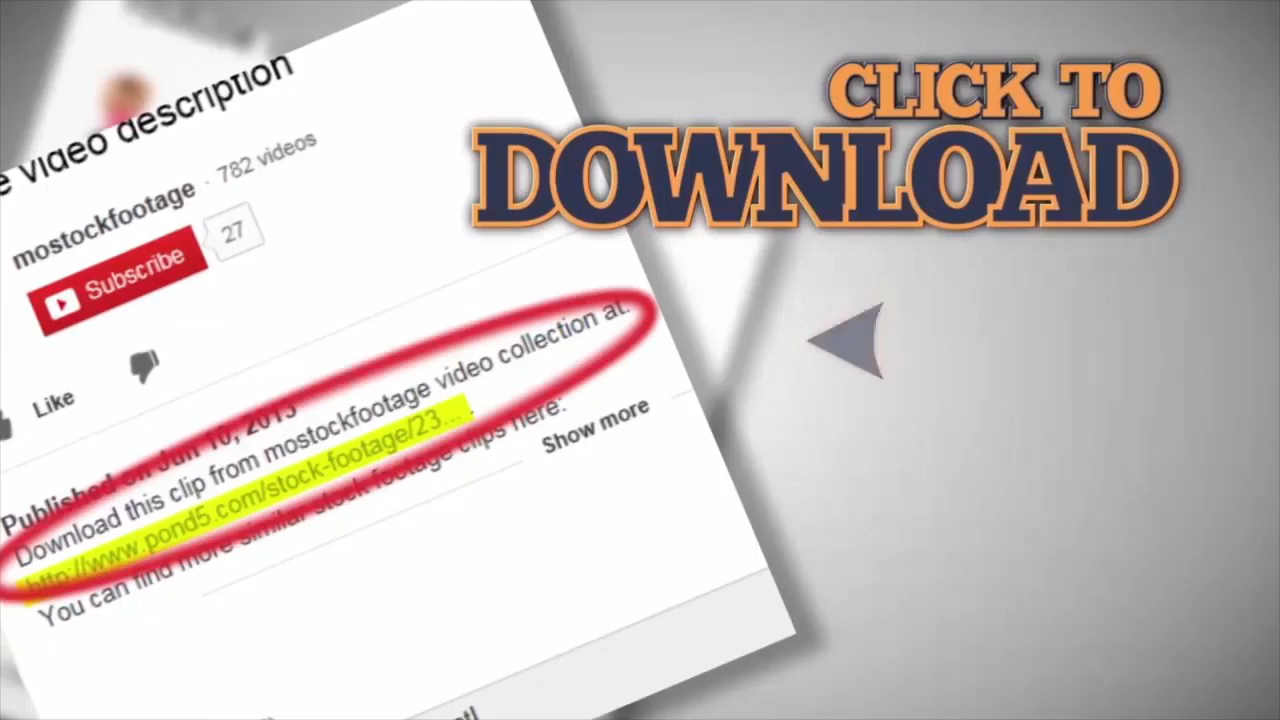 CLICK TO
DOWNLOAD
video description
mostockfootage · 782 videos
Subscribe
27
Like
Published on Jun 10, 2013
Download this clip from mostockfootage video collection at:
http://www.pond5.com/stock-footage/23... .
You can find more similar stock footage clips here:
Show more